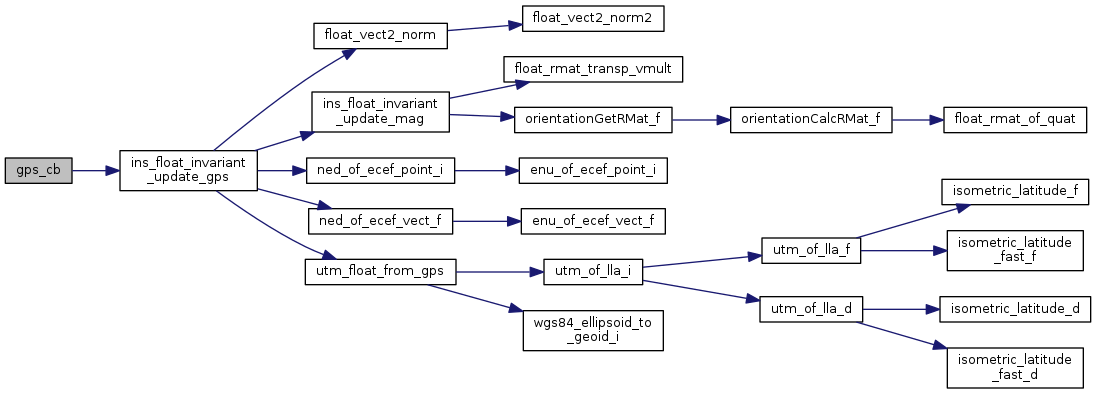 gps_cb
ins_float_invariant
_update_gps
float_vect2_norm
float_vect2_norm2
ins_float_invariant
_update_mag
float_rmat_transp_vmult
orientationGetRMat_f
orientationCalcRMat_f
float_rmat_of_quat
ned_of_ecef_point_i
enu_of_ecef_point_i
ned_of_ecef_vect_f
enu_of_ecef_vect_f
utm_float_from_gps
utm_of_lla_i
wgs84_ellipsoid_to
_geoid_i
utm_of_lla_f
isometric_latitude_f
isometric_latitude
_fast_f
utm_of_lla_d
isometric_latitude_d
isometric_latitude
_fast_d